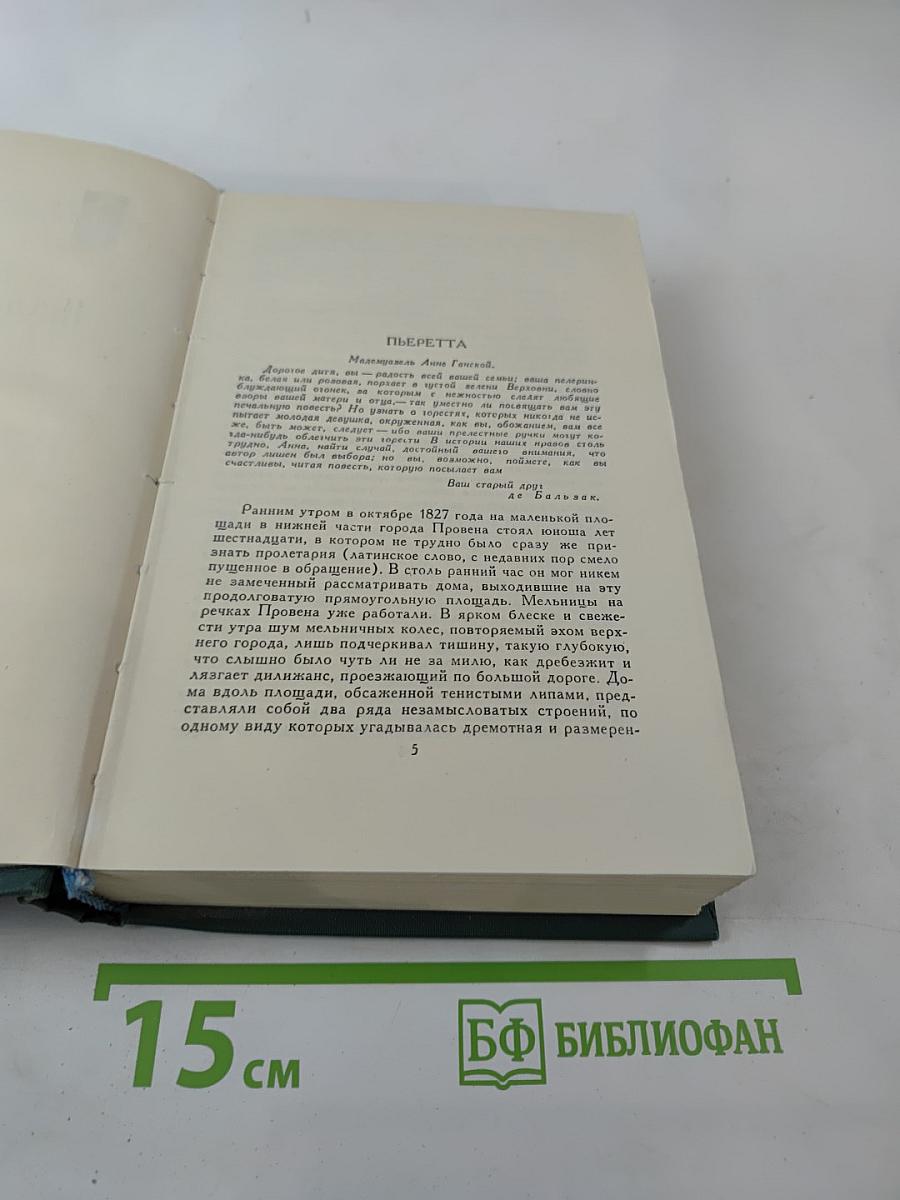 ПЬЕРЕТТА
Мадемуазель Анне Ганской.
Дорогое дитя, вы — радость всей вашей семьи; ваша пелерин-
ка, белая или розовая, порхает в густой зелени Верховни, словно
блуждающий огонек, за которым с нежностью следят любящие
взоры вашей матери и отца,— так уместно ли посвящать вам эту
печальную повесть? Но узнать о горестях, которых никогда не ис-
пытает молодая девушка, окруженная, как вы, обожанием, вам все
же, быть может, следует — ибо ваши прелестные ручки могут ко-
гда-нибудь облегчить эти горести В истории наших нравов столь
трудно, Анна, найти случай, достойный вашего внимания, что
автор лишен был выбора; но вы, возможно, поймете, как вы
счастливы, читая повесть, которую посылает вам
Ваш старый друг
де Бальзак.
Ранним утром в октябре 1827 года на маленькой пло-
щади в нижней части города Провена стоял юноша лет
шестнадцати, в котором не трудно было сразу же при-
знать пролетария (латинское слово, с недавних пор смело
пущенное в обращение). В столь ранний час он мог никем
не замеченный рассматривать дома, выходившие на эту
продолговатую прямоугольную площадь. Мельницы на
речках Провена уже работали. В ярком блеске и свеже-
сти утра шум мельничных колес, повторяемый эхом верх-
него города, лишь подчеркивал тишину, такую глубокую,
что слышно было чуть ли не за милю, как дребезжит и
лязгает дилижанс, проезжающий по большой дороге. До-
ма вдоль площади, обсаженной тенистыми липами, пред-
ставляли собой два ряда незамысловатых строений, по
одному виду которых угадывалась дремотная и размерен-
5
15 см
БФ БИБЛИОФАН